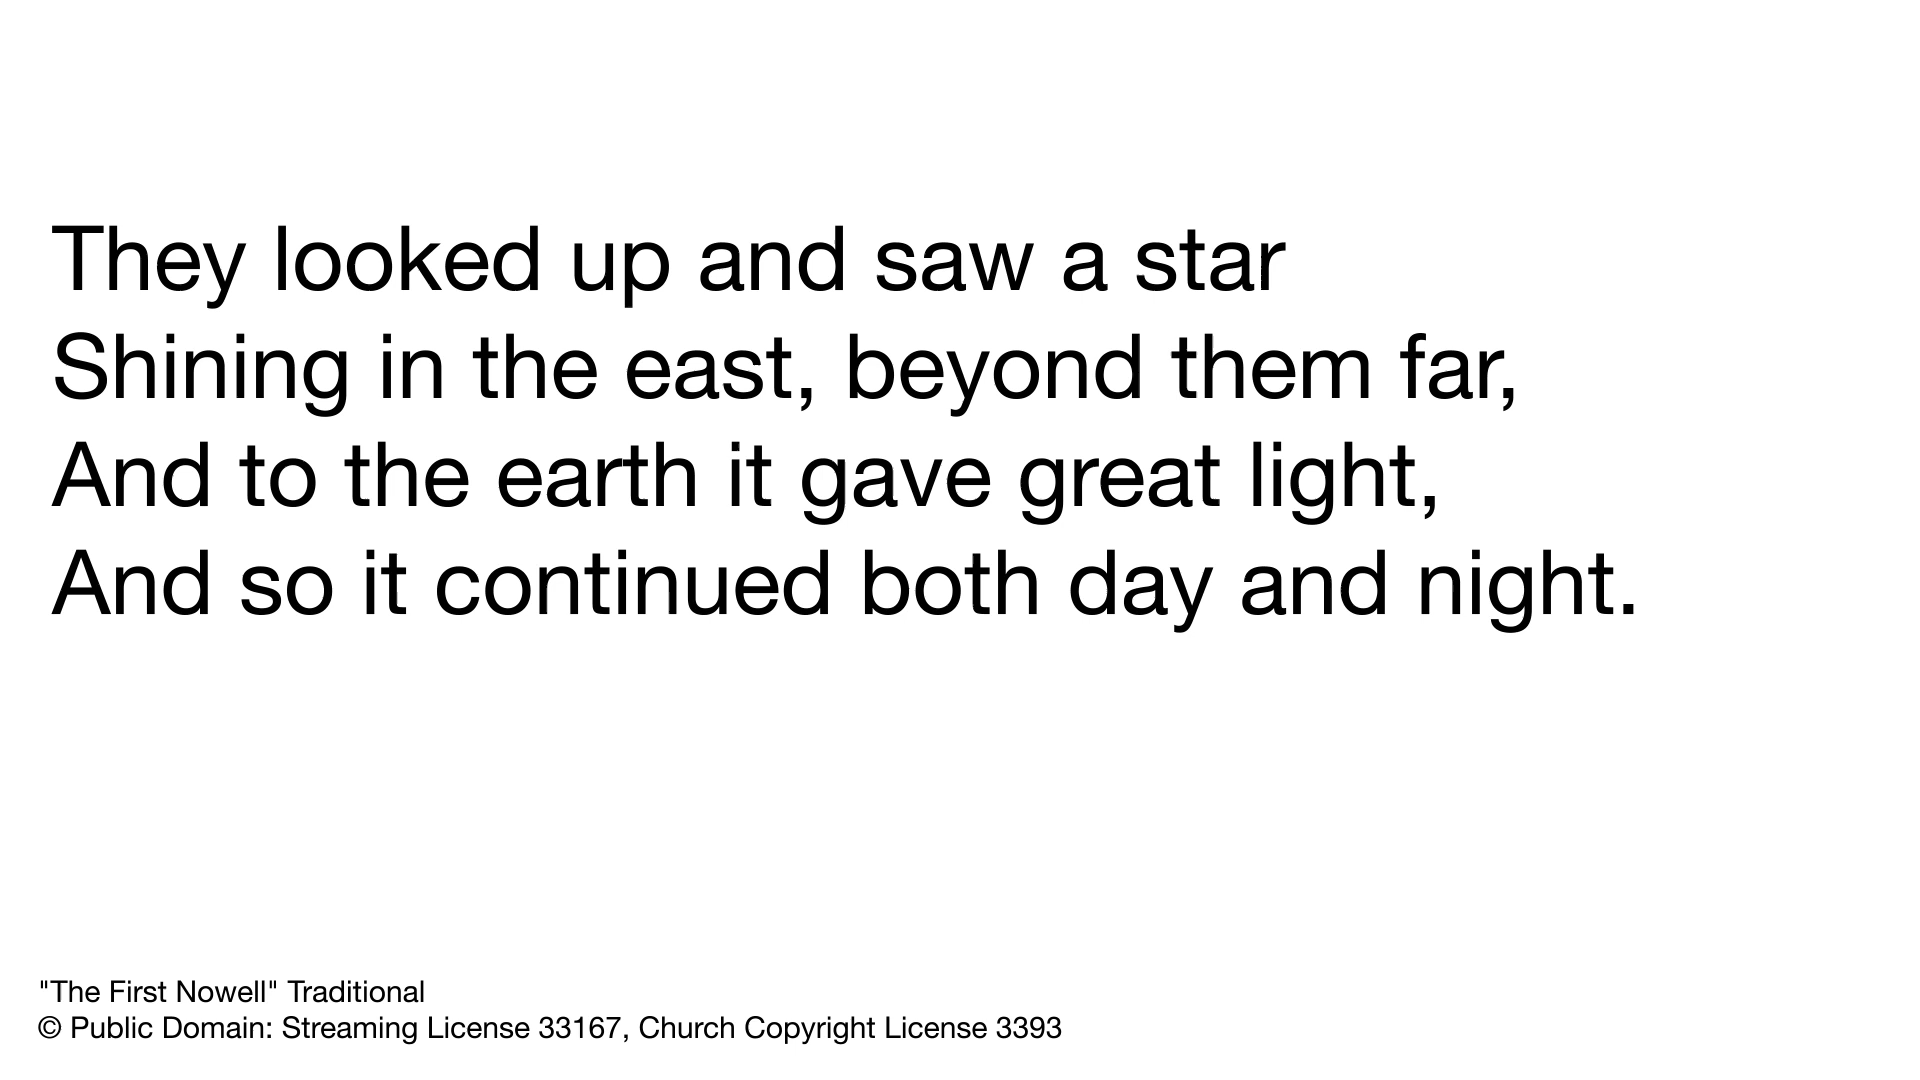 They looked up and saw a star
Shining in the east, beyond them far,
And to the earth it gave great light,
And so it continued both day and night.
"The First Nowell" Traditional
© Public Domain: Streaming License 33167, Church Copyright License 3393